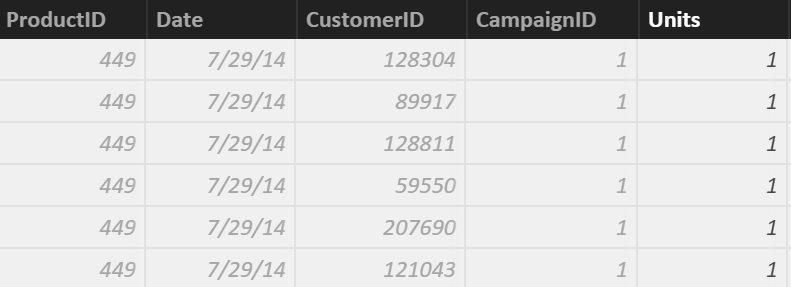 ProductID Date CustomerID CampaignID Units
449 7/29/14 128304 1 1
449 7/29/14 89917 1 1
449 7/29/14 128811 1 1
449 7/29/14 59550 1 1
449 7/29/14 207690 1 1
449 7/29/14 121043 1 1